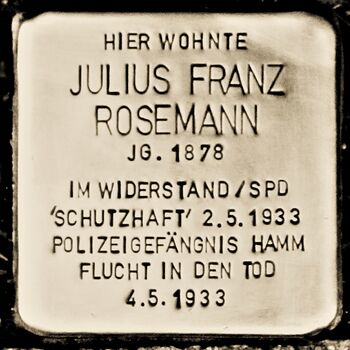 HIER WOHNTE
JULIUS FRANZ
ROSEMANN
JG. 1878
IM WIDERSTAND / SPD
'SCHUTZHAFT' 2.5.1933
POLIZEIGEFÄNGNIS HAMM
FLUCHT IN DEN TOD
4.5.1933